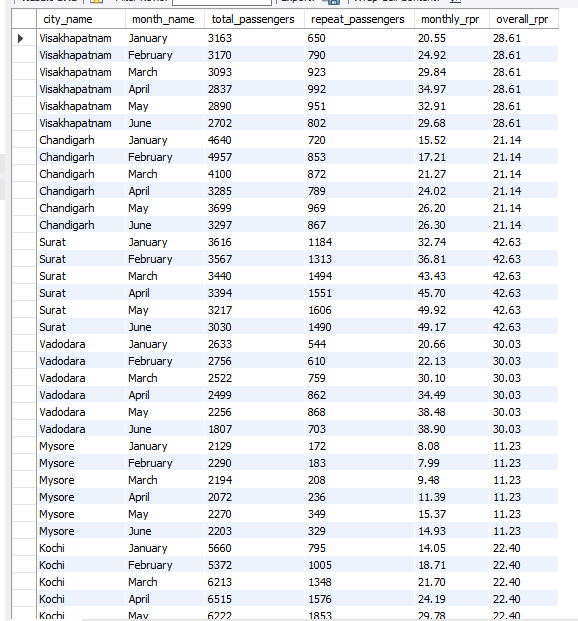 city_name month_name total_passengers repeat_passengers monthly_rpr overall_rpr
Visakhapatnam January 3163 650 20.55 28.61
Visakhapatnam February 3170 790 24.92 28.61
Visakhapatnam March 3093 923 29.84 28.61
Visakhapatnam April 2837 992 34.97 28.61
Visakhapatnam May 2890 951 32.91 28.61
Visakhapatnam June 2702 802 29.68 28.61
Chandigarh January 4640 720 15.52 21.14
Chandigarh February 4957 853 17.21 21.14
Chandigarh March 4100 872 21.27 21.14
Chandigarh April 3285 789 24.02 21.14
Chandigarh May 3699 969 26.20 21.14
Chandigarh June 3297 867 26.30 21.14
Surat January 3616 1184 32.74 42.63
Surat February 3567 1313 36.81 42.63
Surat March 3440 1494 43.43 42.63
Surat April 3394 1551 45.70 42.63
Surat May 3217 1606 49.92 42.63
Surat June 3030 1490 49.17 42.63
Vadodara January 2633 544 20.66 30.03
Vadodara February 2756 610 22.13 30.03
Vadodara March 2522 759 30.10 30.03
Vadodara April 2499 862 34.49 30.03
Vadodara May 2256 868 38.48 30.03
Vadodara June 1807 703 38.90 30.03
Mysore January 2129 172 8.08 11.23
Mysore February 2290 183 7.99 11.23
Mysore March 2194 208 9.48 11.23
Mysore April 2072 236 11.39 11.23
Mysore May 2270 349 15.37 11.23
Mysore June 2203 329 14.93 11.23
Kochi January 5660 795 14.05 22.40
Kochi February 5372 1005 18.71 22.40
Kochi March 6213 1348 21.70 22.40
Kochi April 6515 1576 24.19 22.40
Kochi May 6222 1853 29.78 22.40